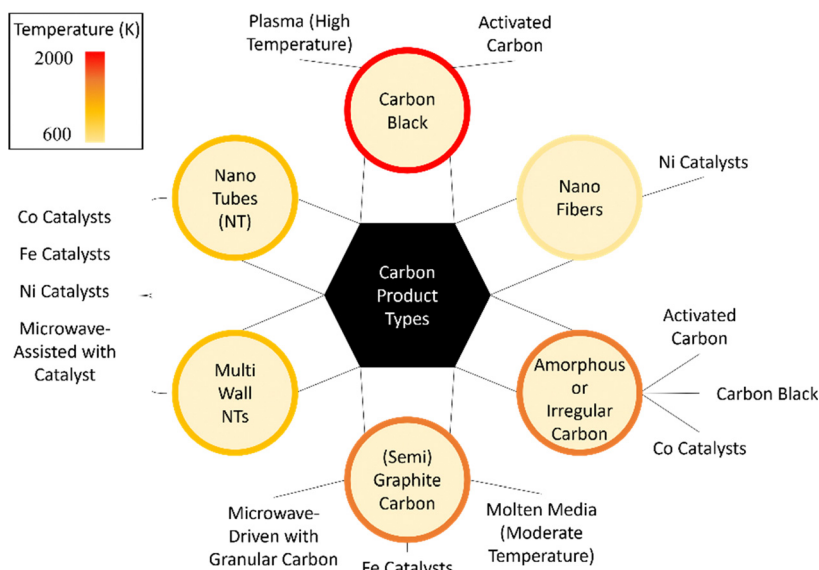 Temperature (K)
2000
600
Plasma (High
Temperature)
Activated
Carbon
Carbon
Black
Nano
Tubes
(NT)
Nano
Fibers
Ni Catalysts
Co Catalysts
Fe Catalysts
Ni Catalysts
Microwave-
Assisted with
Catalyst
Carbon
Product
Types
Activated
Carbon
Carbon Black
Co Catalysts
Multi
Wall
NTs
Amorphous
or
Irregular
Carbon
(Semi)
Graphite
Carbon
Microwave-
Driven with
Granular Carbon
Fe Catalysts
Molten Media
(Moderate
Temperature)